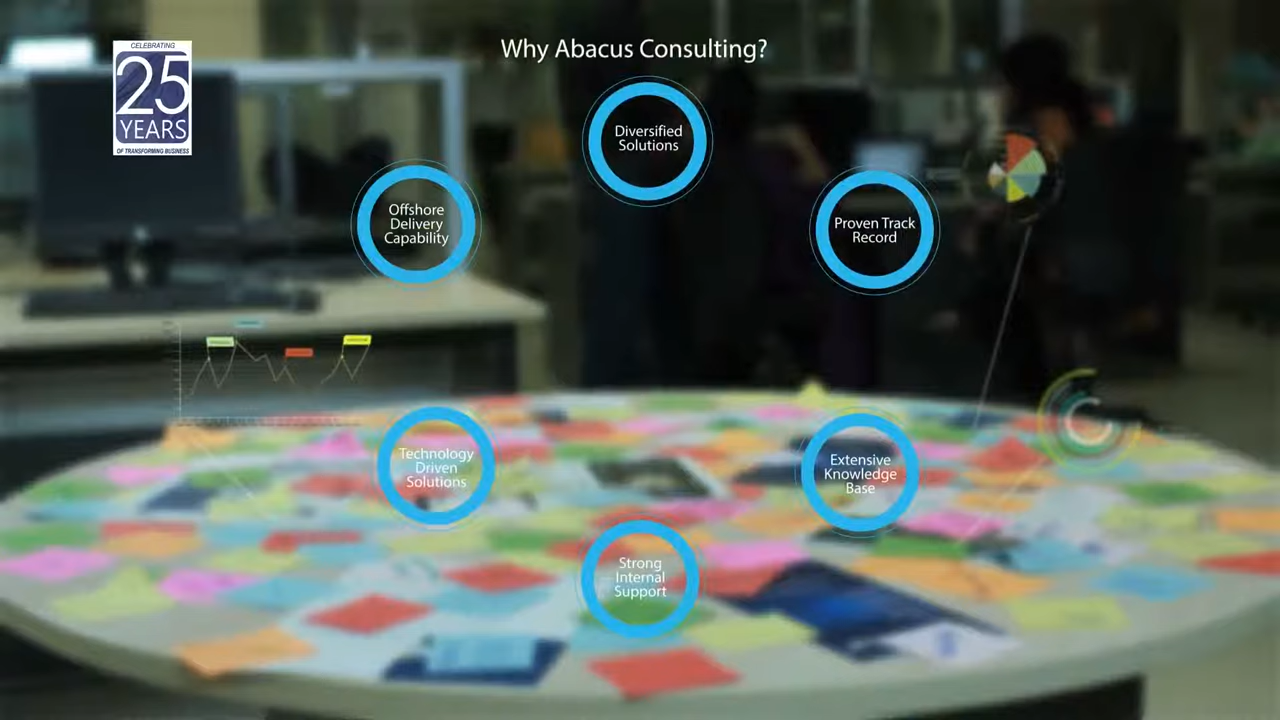 CELEBRATING
25
YEARS
OF TRANSFORMING BUSINESS
Why Abacus Consulting?
Diversified
Solutions
Offshore
Delivery
Capability
Proven Track
Record
Technology
Driven
Solutions
Extensive
Knowledge
Base
Strong
Internal
Support